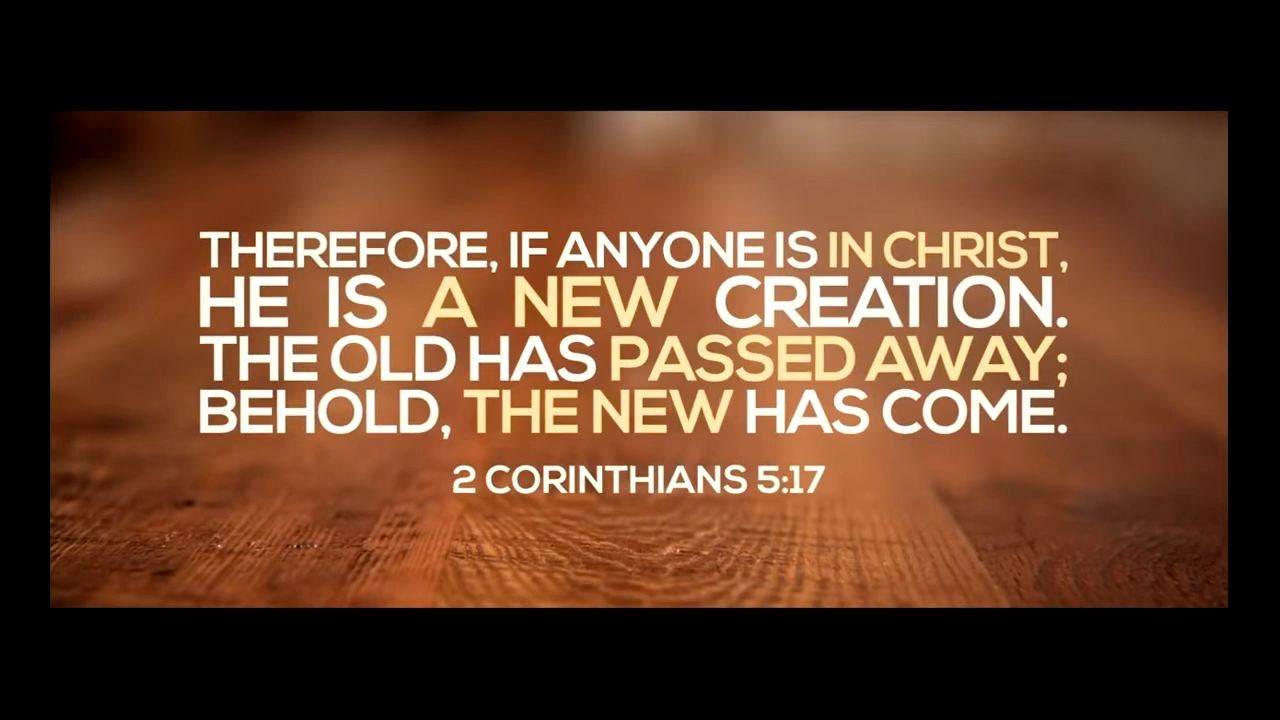 THEREFORE, IF ANYONE IS IN CHRIST,
HE IS A NEW CREATION.
THE OLD HAS PASSED AWAY;
BEHOLD, THE NEW HAS COME.
2 CORINTHIANS 5:17